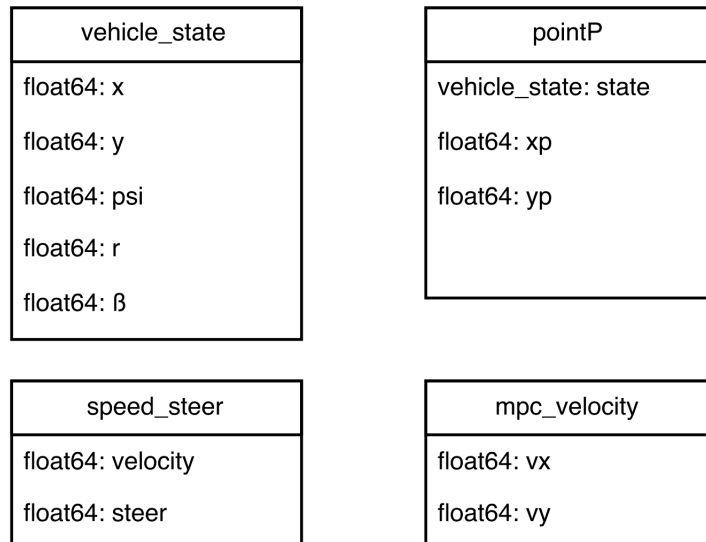 vehicle_state
float64: x
float64: y
float64: psi
float64: r
float64: ß
pointP
vehicle_state: state
float64: xp
float64: yp
speed_steer
float64: velocity
float64: steer
mpc_velocity
float64: vx
float64: vy